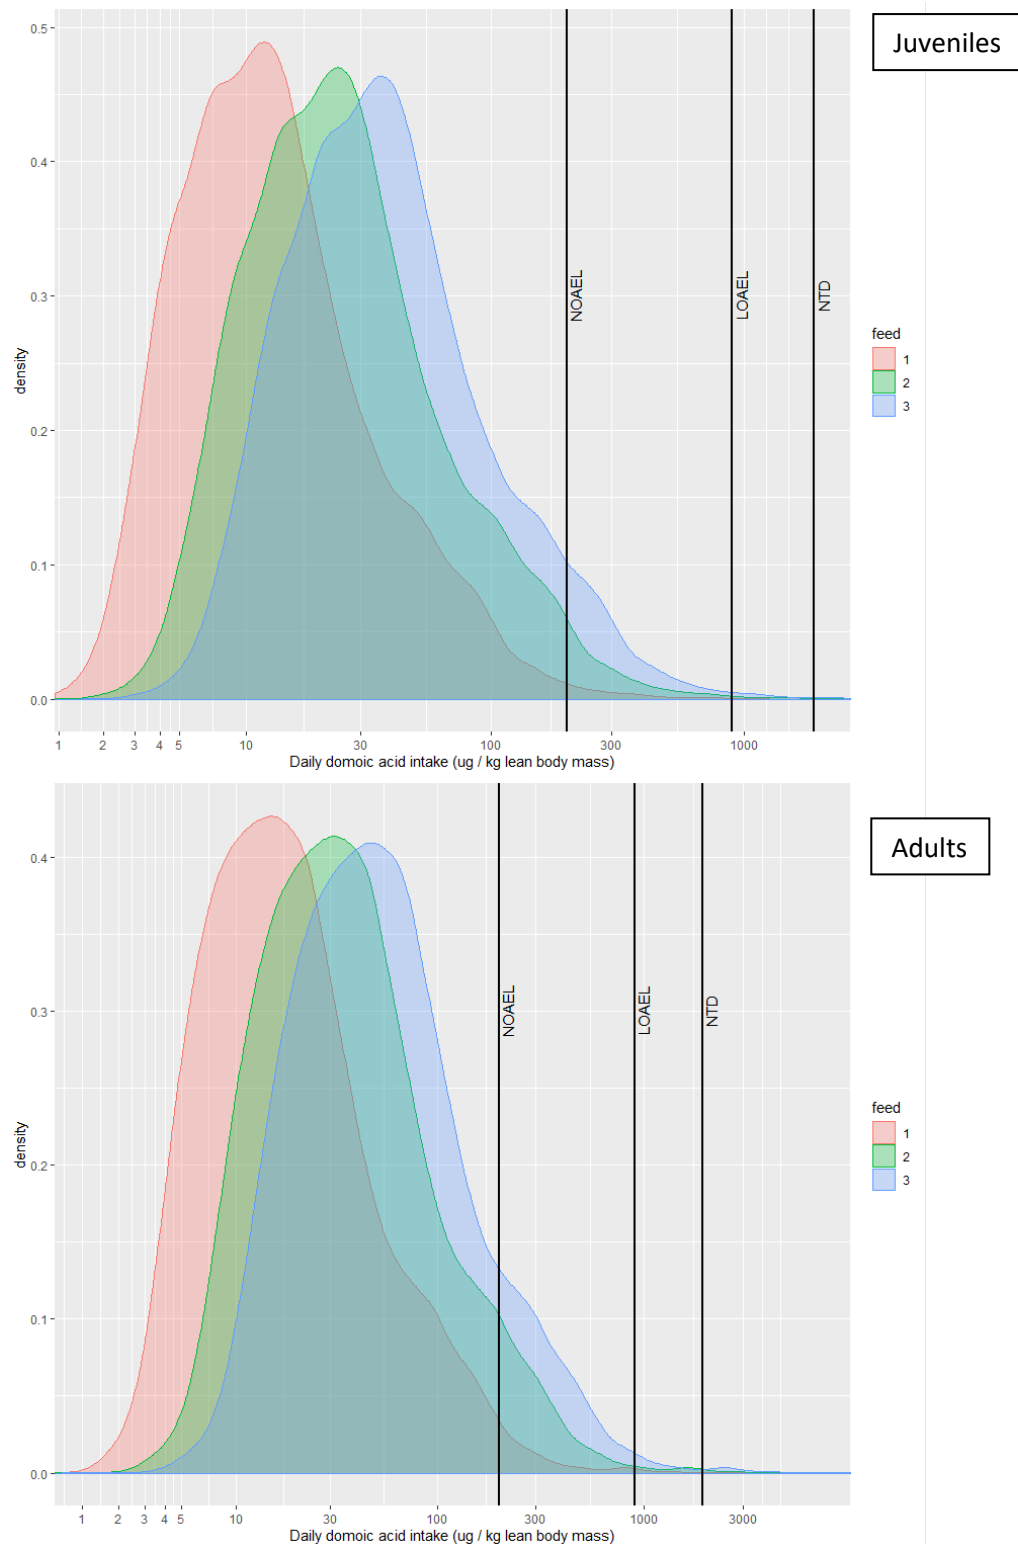 Juveniles
0.5
0.4
0.3
0.2
0.1
0.0
density
NOAEL
LOAEL
NTD
1 2 3 4 5 10 30 100 300 1000
Daily domoic acid intake (ug / kg lean body mass)
feed
1
2
3
Adults
0.4
0.3
0.2
0.1
0.0
density
NOAEL
LOAEL
NTD
1 2 3 4 5 10 30 100 300 1000 3000
Daily domoic acid intake (ug / kg lean body mass)
feed
1
2
3